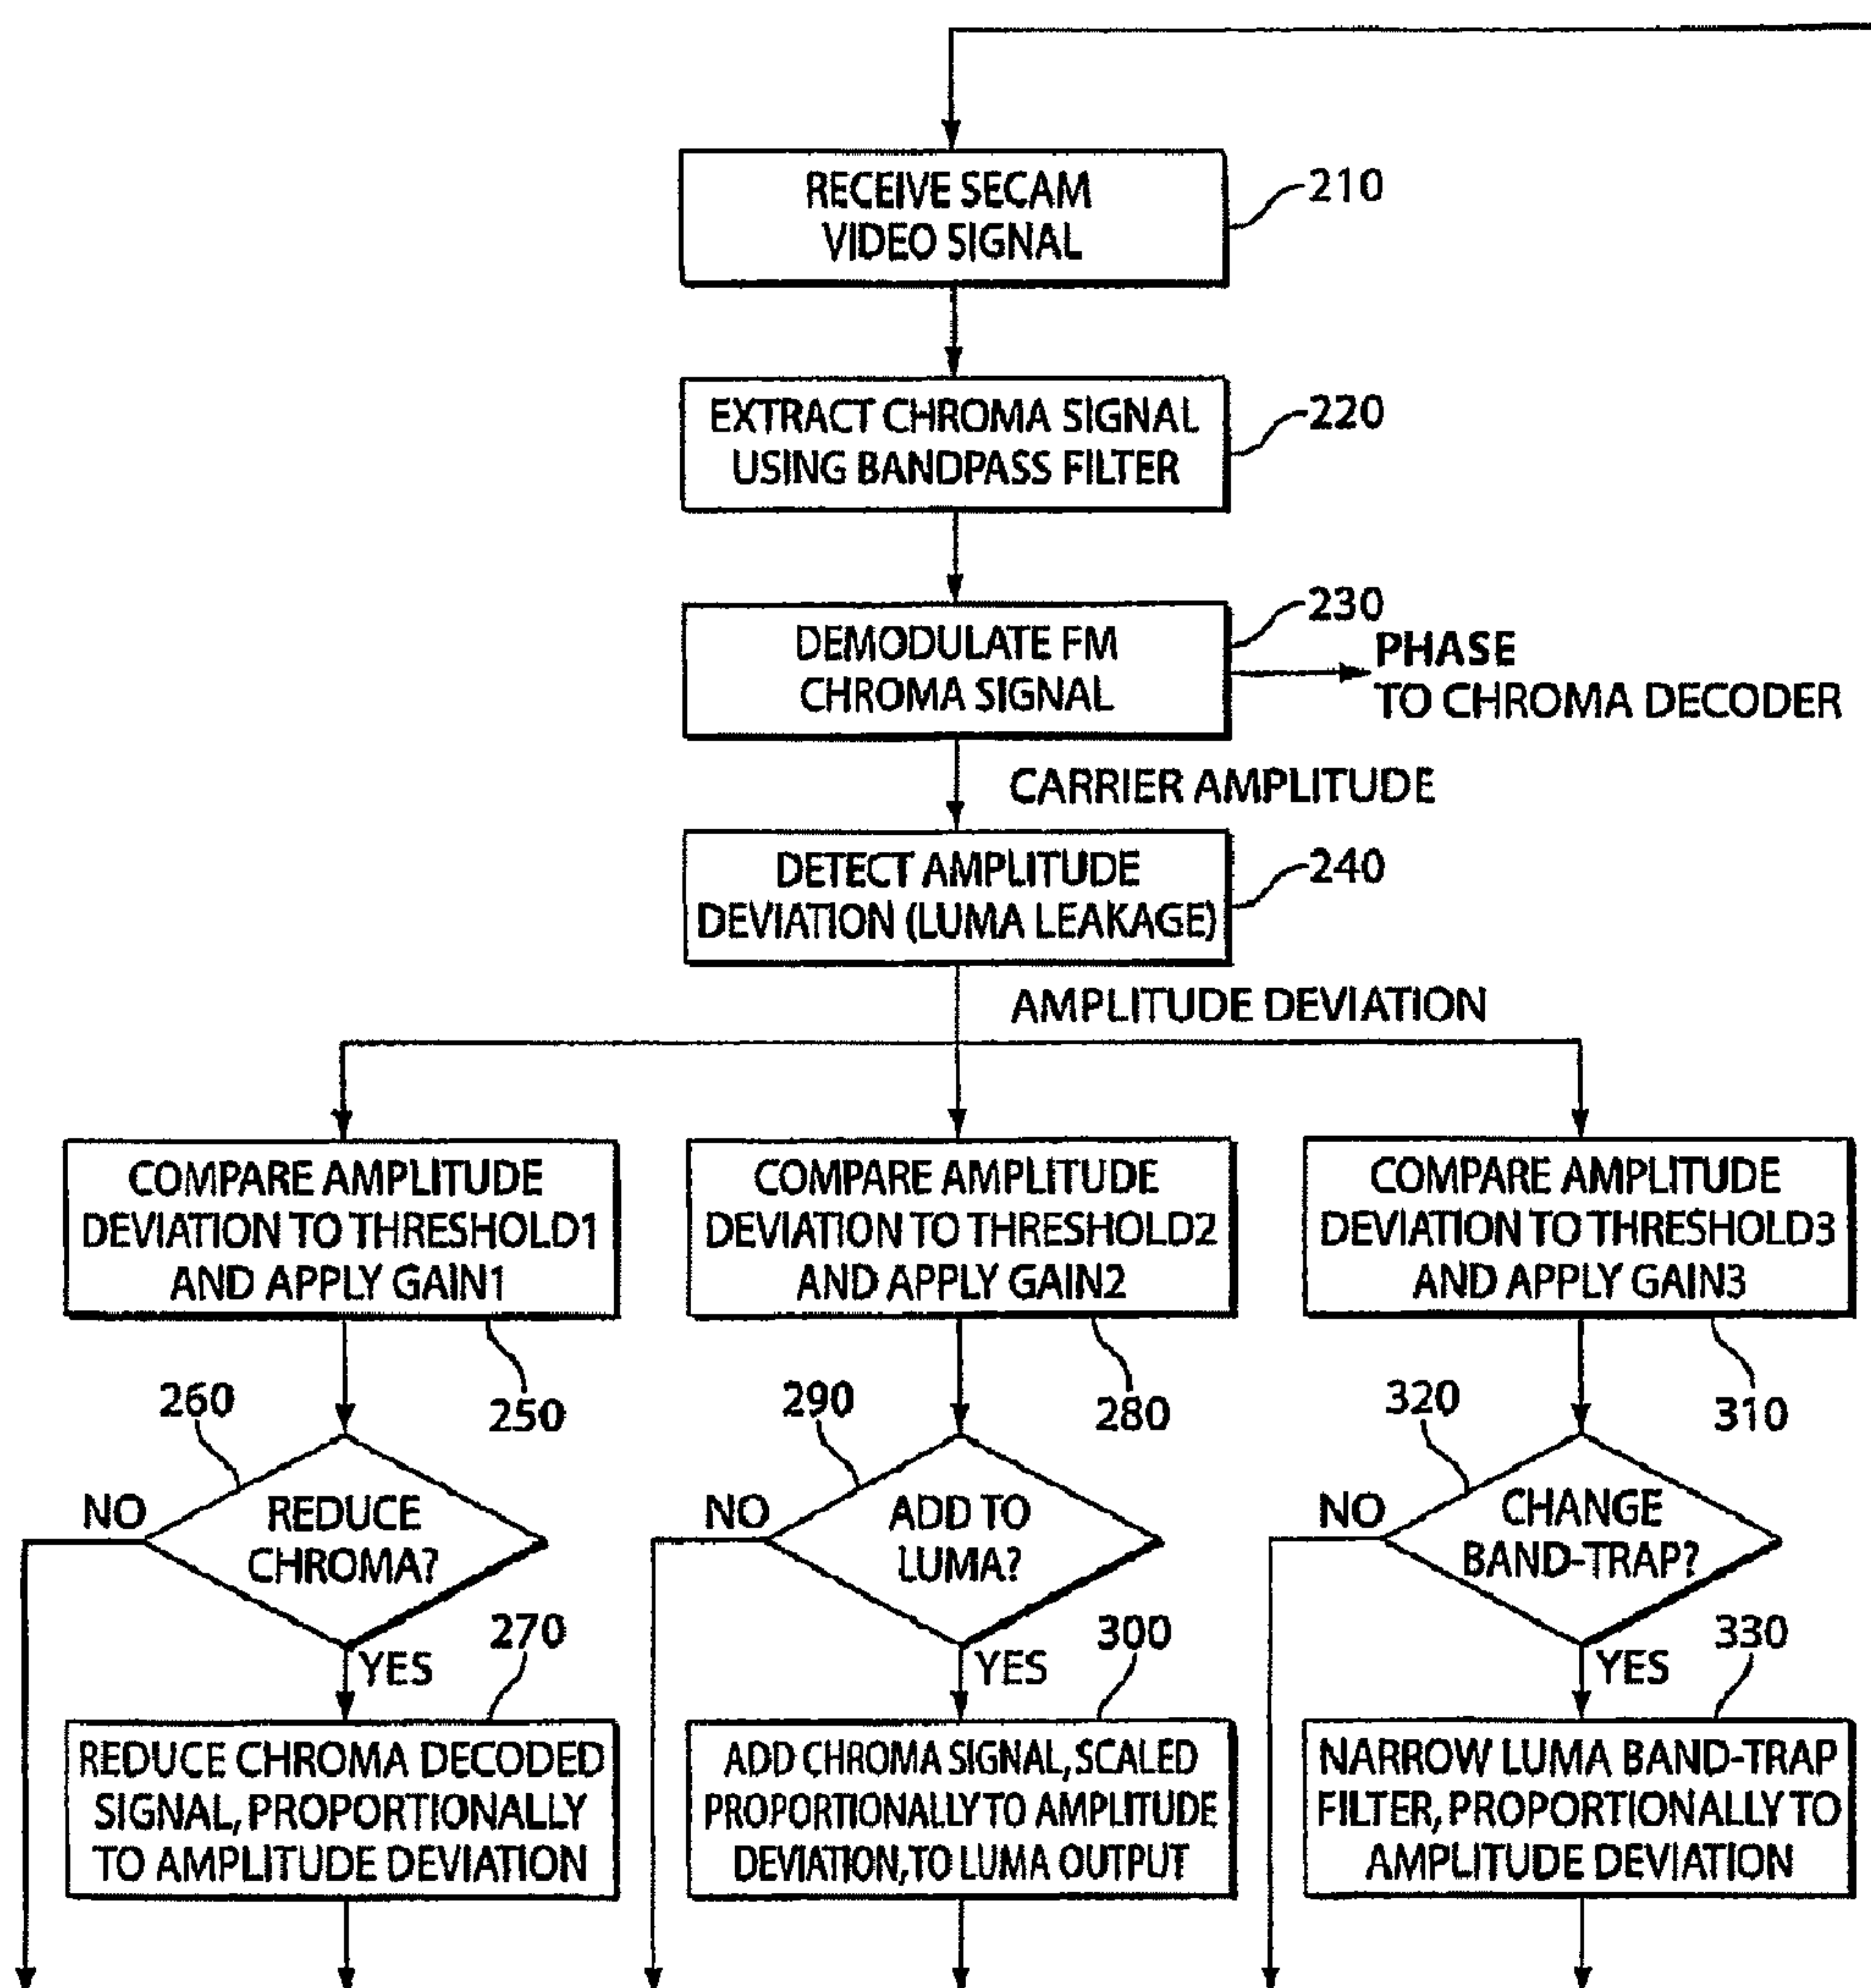 RECEIVE SECAM
VIDEO SIGNAL
210
EXTRACT CHROMA SIGNAL
USING BANDPASS FILTER
220
DEMODULATE FM
CHROMA SIGNAL
230
PHASE
TO CHROMA DECODER
CARRIER AMPLITUDE
DETECT AMPLITUDE
DEVIATION (LUMA LEAKAGE)
240
AMPLITUDE DEVIATION
COMPARE AMPLITUDE
DEVIATION TO THRESHOLD1
AND APPLY GAIN1
250
COMPARE AMPLITUDE
DEVIATION TO THRESHOLD2
AND APPLY GAIN2
280
COMPARE AMPLITUDE
DEVIATION TO THRESHOLD3
AND APPLY GAIN3
310
260
NO
REDUCE
CHROMA?
YES
290
NO
ADD TO
LUMA?
YES
320
NO
CHANGE
BAND-TRAP?
YES
270
REDUCE CHROMA DECODED
SIGNAL, PROPORTIONALLY
TO AMPLITUDE DEVIATION
300
ADD CHROMA SIGNAL, SCALED
PROPORTIONALLY TO AMPLITUDE
DEVIATION, TO LUMA OUTPUT
330
NARROW LUMA BAND-TRAP
FILTER, PROPORTIONALLY TO
AMPLITUDE DEVIATION